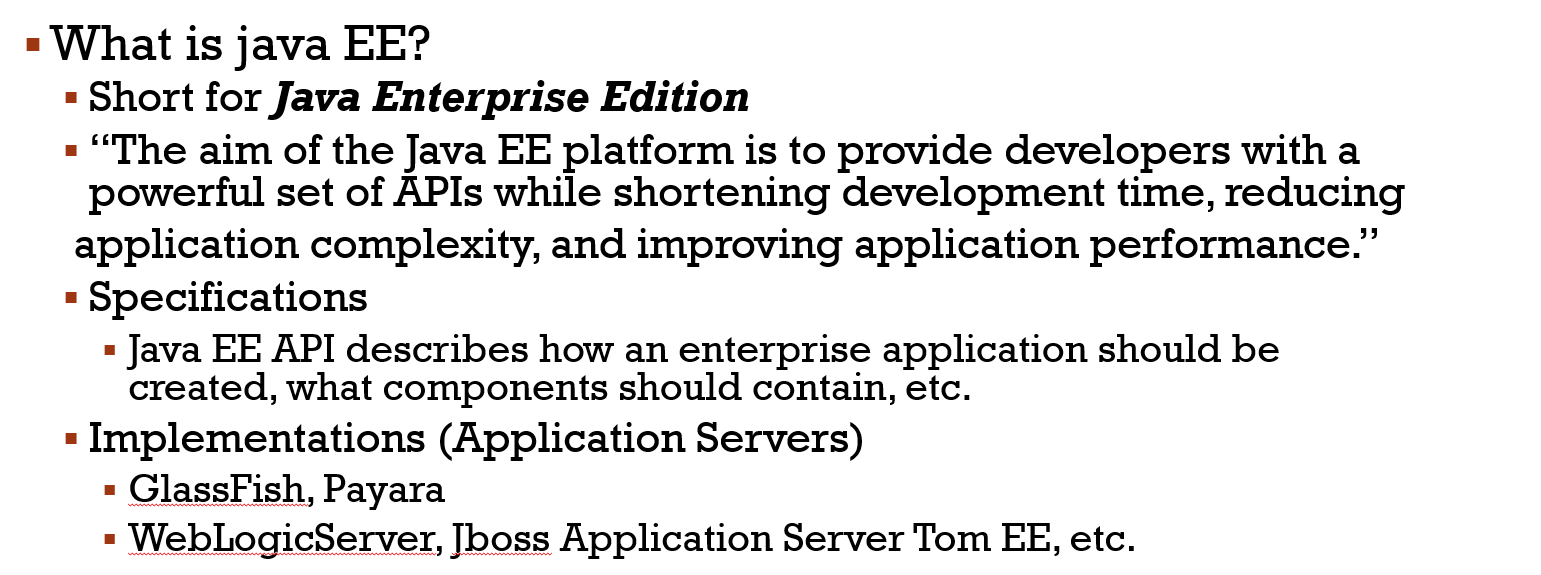 What is java EE?
Short for Java Enterprise Edition
“The aim of the Java EE platform is to provide developers with a
powerful set of APIs while shortening development time, reducing
application complexity, and improving application performance.”
Specifications
Java EE API describes how an enterprise application should be
created, what components should contain, etc.
Implementations (Application Servers)
GlassFish, Payara
WebLogicServer, Jboss Application Server Tom EE, etc.